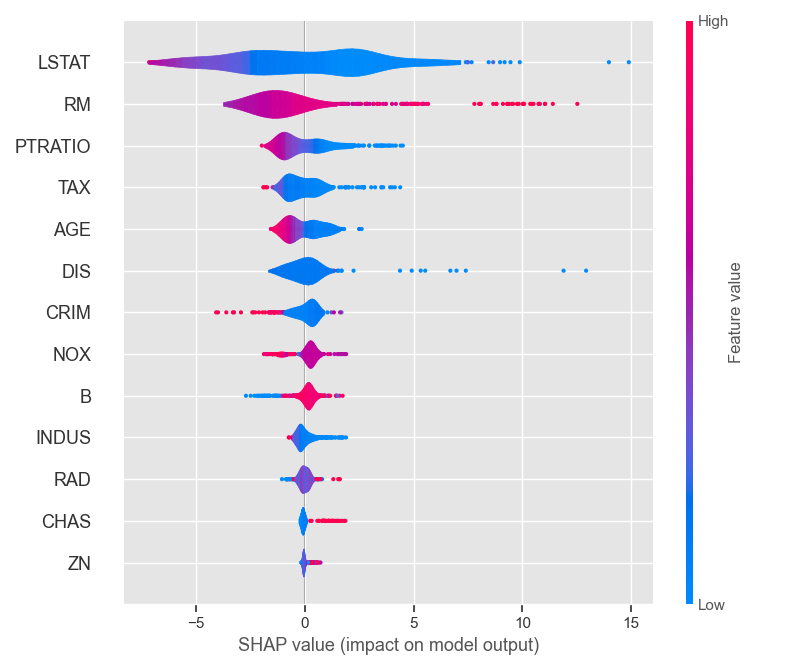 High
LSTAT
RM
PTRATIO
TAX
AGE
DIS
CRIM
NOX
B
INDUS
RAD
CHAS
ZN
Feature value
Low
−5 0 5 10 15
SHAP value (impact on model output)